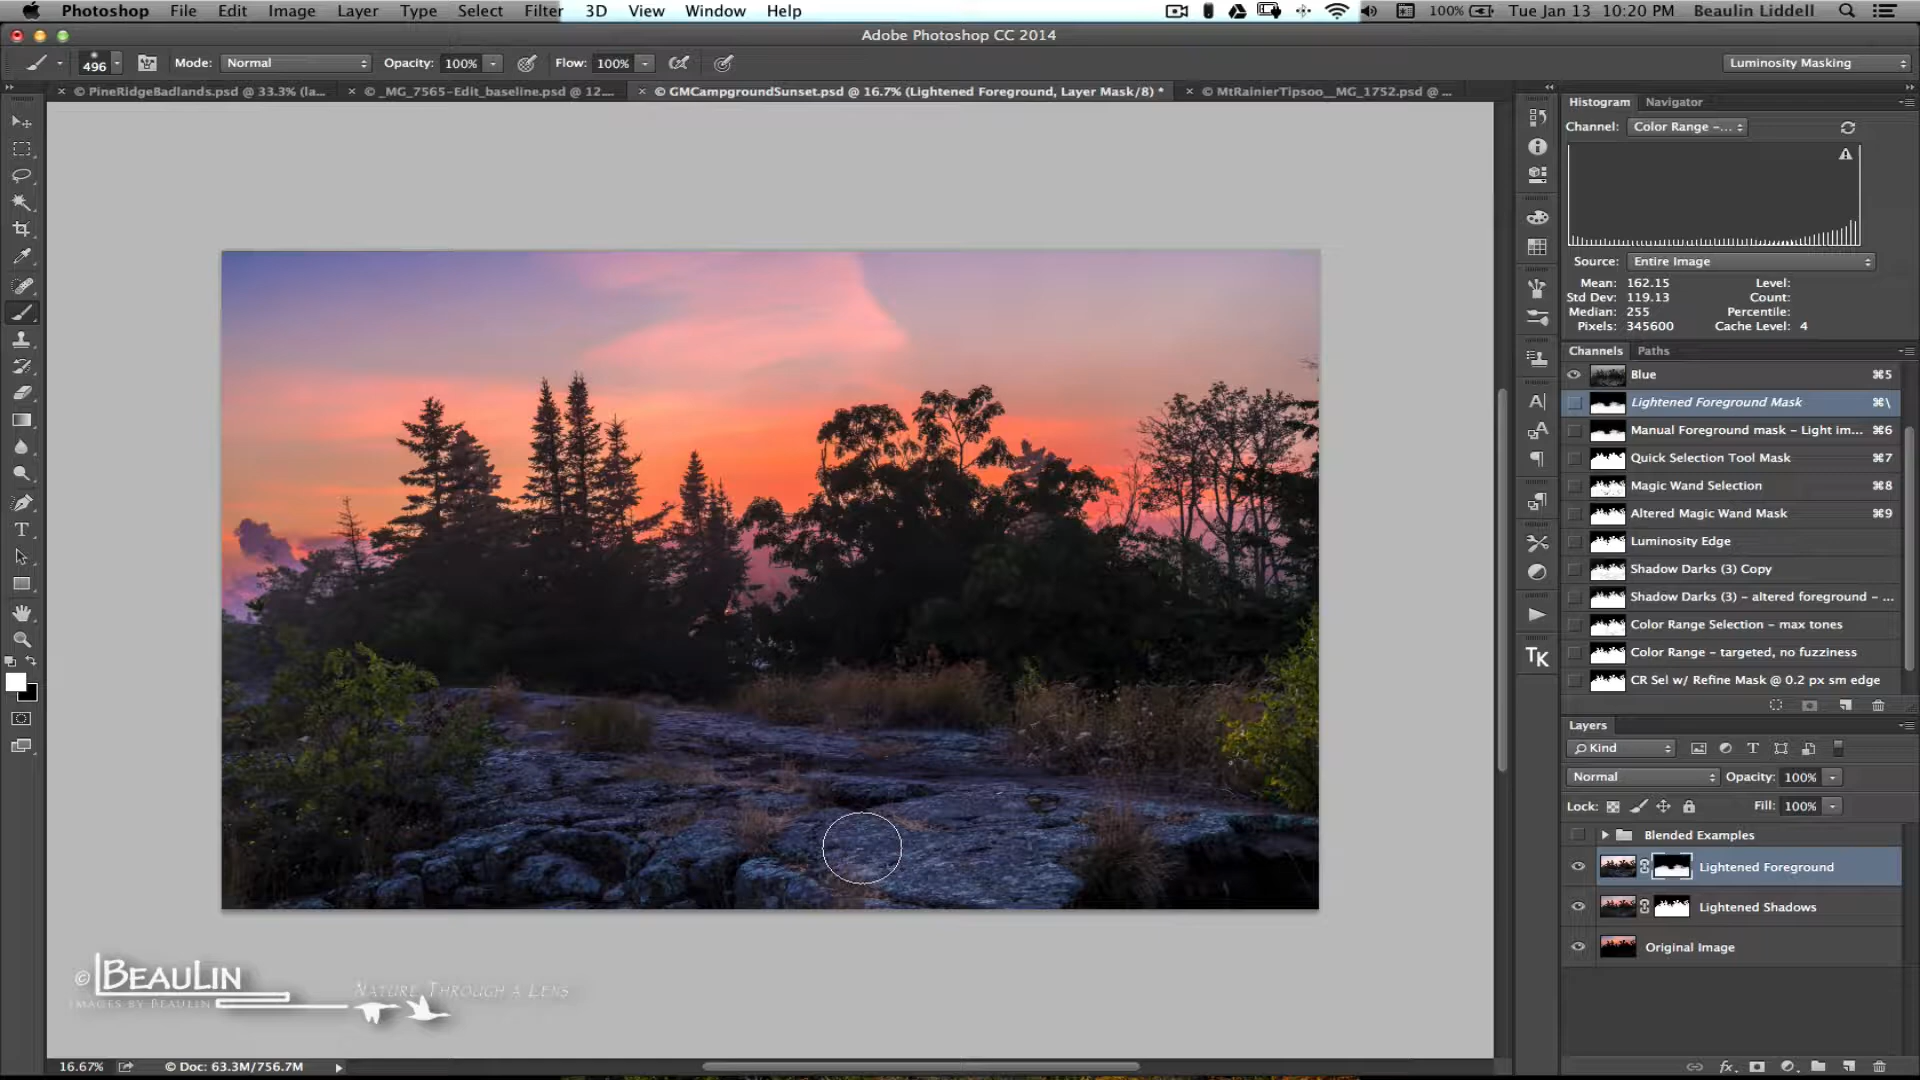 Photoshop File Edit Image Layer Type Select Filter 3D View Window Help 100% Tue Jan 13 10:20 PM Beaulin Liddell
Adobe Photoshop CC 2014
496 Mode: Normal Opacity: 100% Flow: 100% Luminosity Masking
© PineRidgeBadlands.psd @ 33.3% (la... © _MG_7565-Edit_baseline.psd @ 12.... © GMCampgroundSunset.psd @ 16.7% (Lightened Foreground, Layer Mask/8) * © MtRainierTipsoo__MG_1752.psd @ ...
Histogram Navigator
Channel: Color Range -...
Source: Entire Image
Mean: 162.15 Level:
Std Dev: 119.13 Count:
Median: 255 Percentile:
Pixels: 345600 Cache Level: 4
Channels Paths
Blue ⌘5
Lightened Foreground Mask ⌘\
Manual Foreground mask - Light im... ⌘6
Quick Selection Tool Mask ⌘7
Magic Wand Selection ⌘8
Altered Magic Wand Mask ⌘9
Luminosity Edge
Shadow Darks (3) Copy
Shadow Darks (3) - altered foreground - ...
Color Range Selection - max tones
Color Range - targeted, no fuzziness
CR Sel w/ Refine Mask @ 0.2 px sm edge
TK
Layers
Kind
Normal Opacity: 100%
Lock: Fill: 100%
Blended Examples
Lightened Foreground
Lightened Shadows
Original Image
© BEAULIN
IMAGES BY BEAULIN
NATURE THROUGH A LENS
16.67% © Doc: 63.3M/756.7M